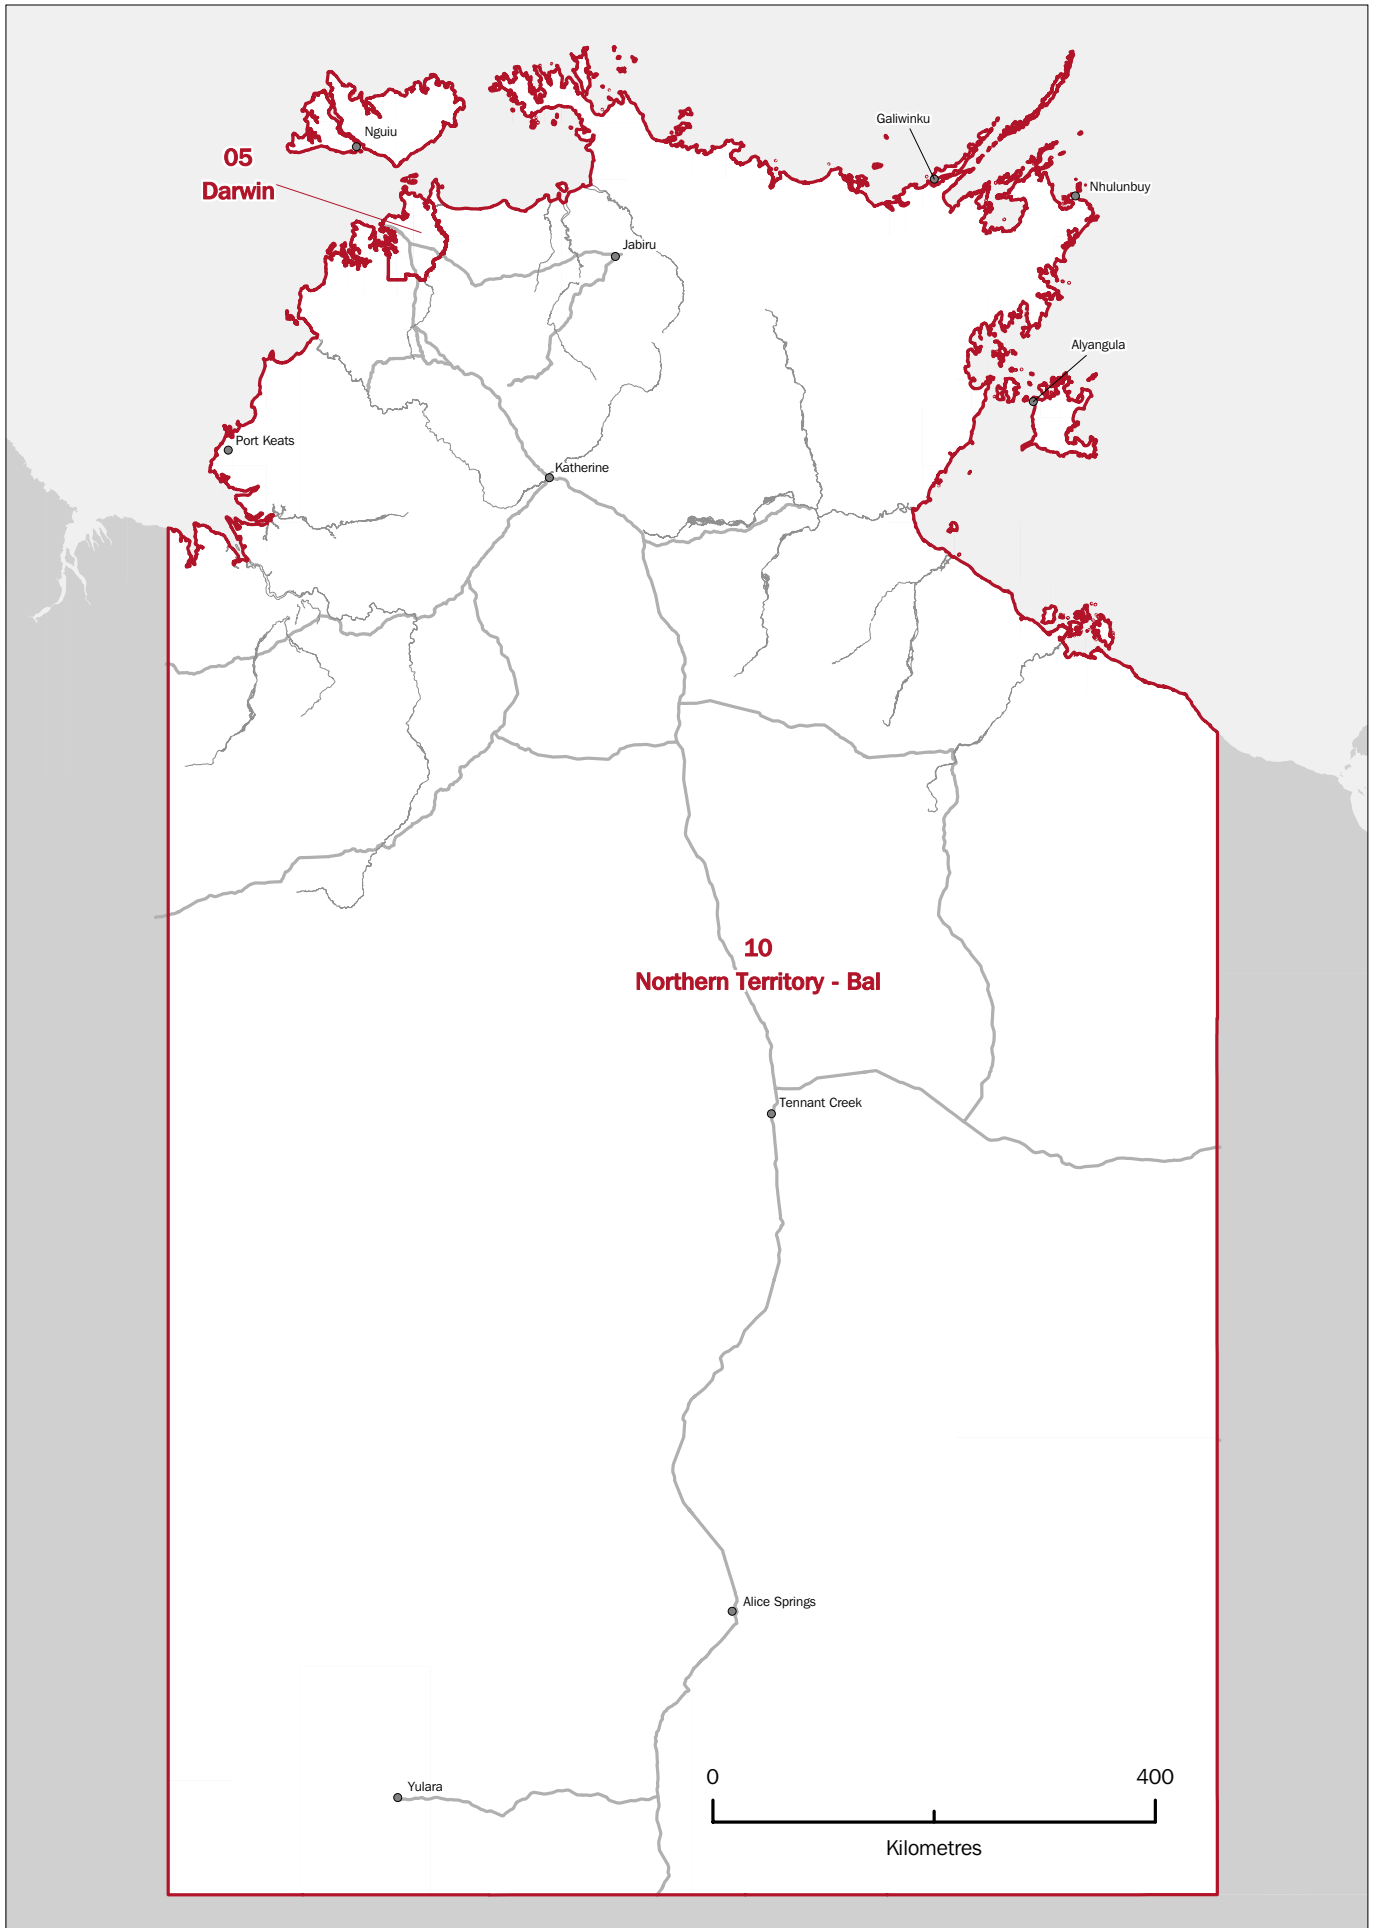 Galiwinku
Nguiu
05
Darwin
Nhulunbuy
Jabiru
Alyangula
Port Keats
Katherine
10
Northern Territory - Bal
Tennant Creek
Alice Springs
0
400
Yulara
Kilometres